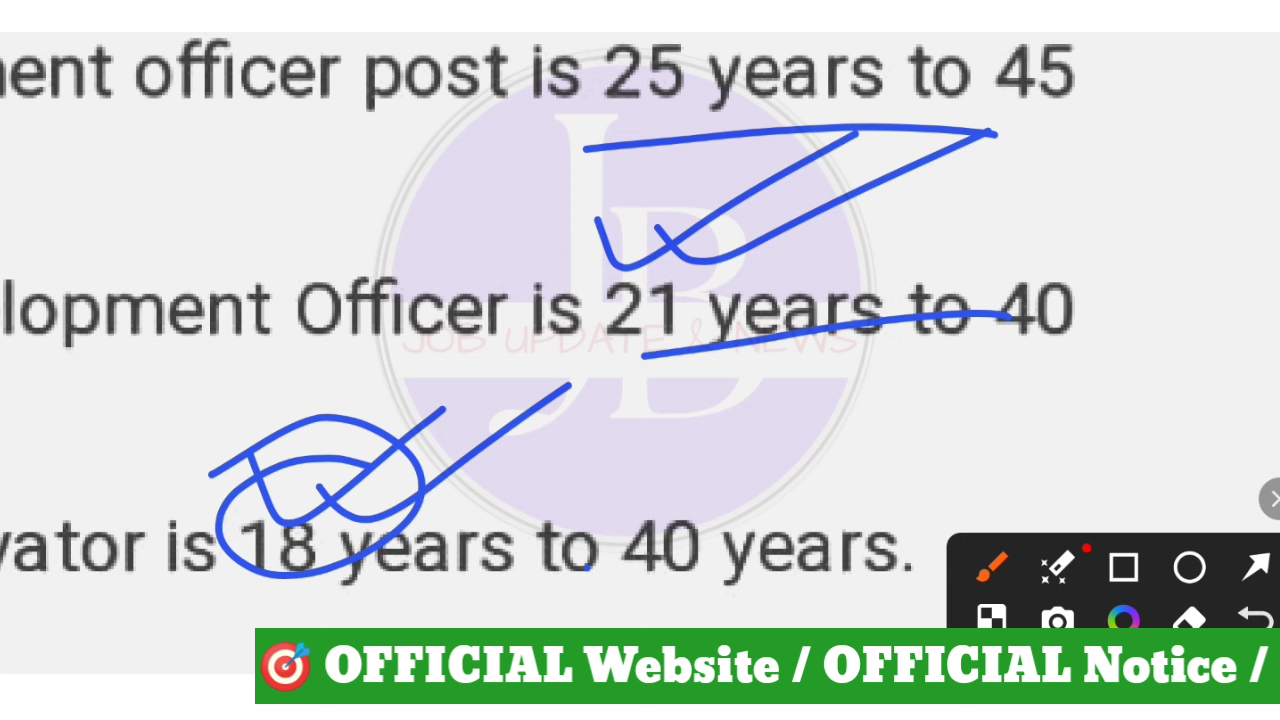 ent officer post is 25 years to 45
lopment Officer is 21 years to 40
JOB UPDATE & NEWS
vator is 18 years to 40 years.
OFFICIAL Website / OFFICIAL Notice /